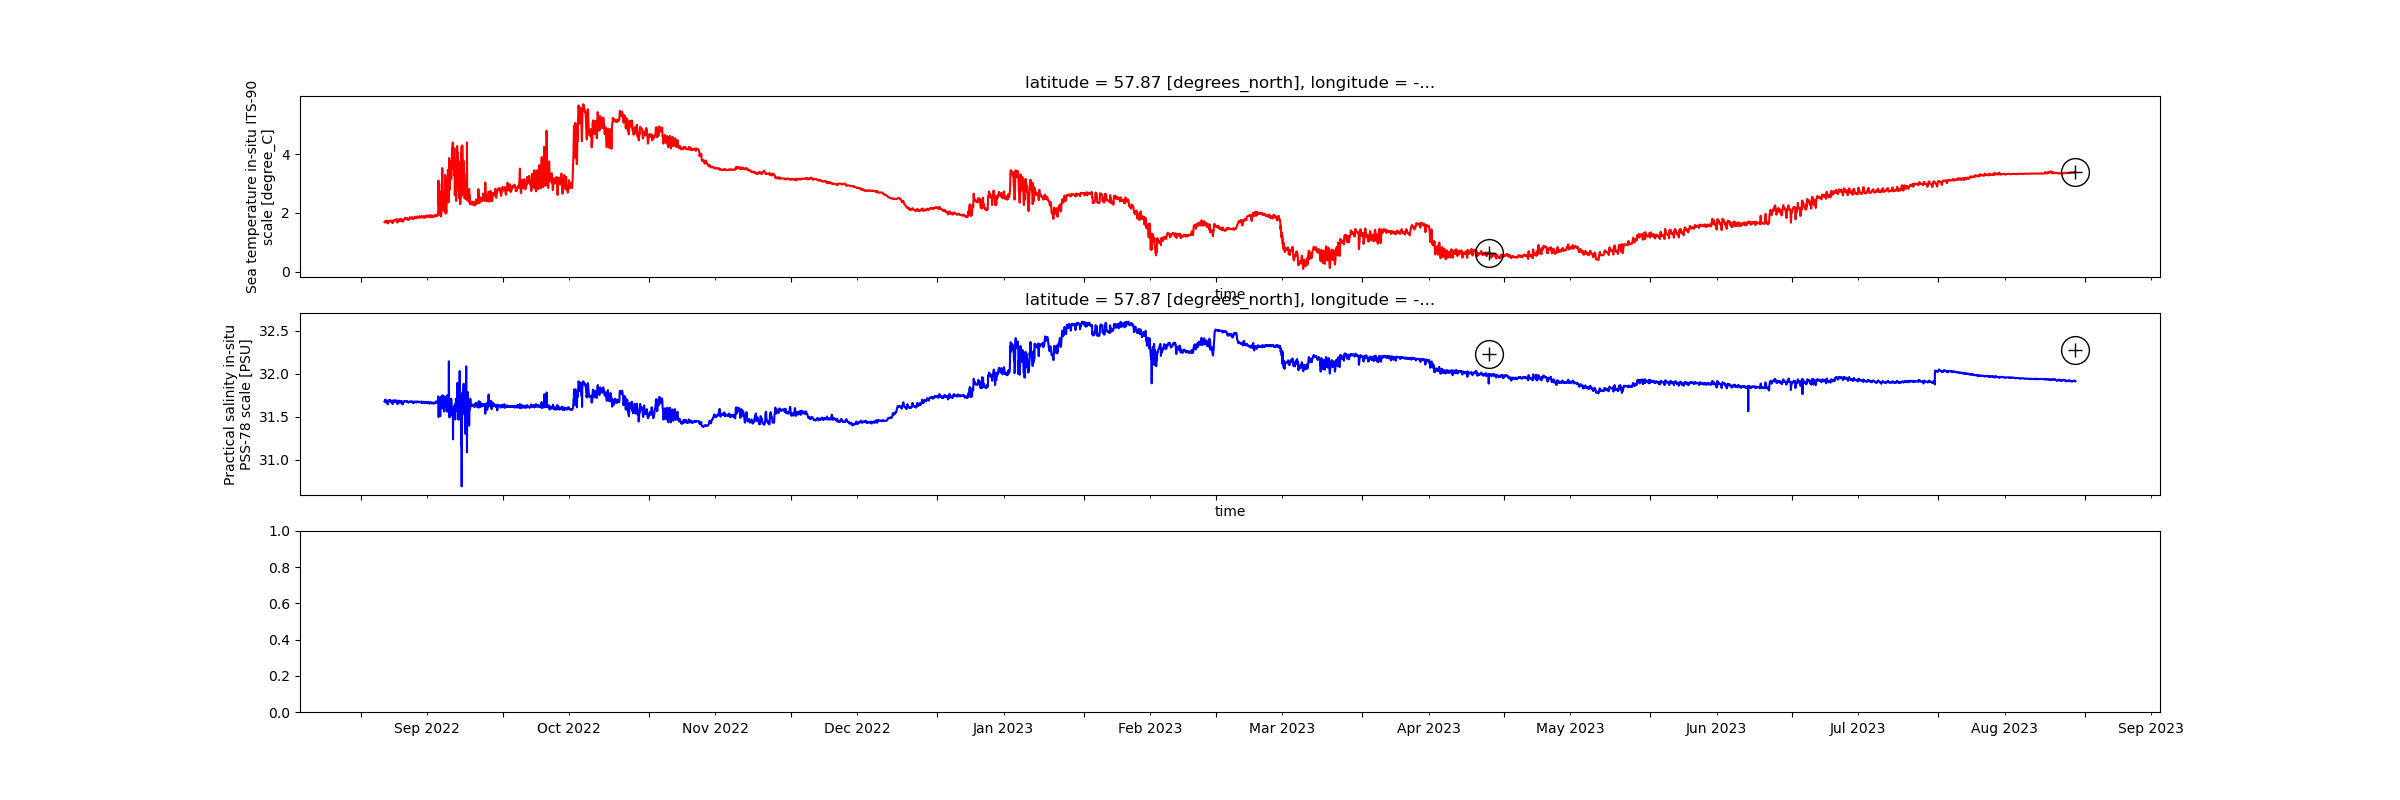 latitude = 57.87 [degrees_north], longitude = -...
Sea temperature in-situ ITS-90
scale [degree_C]
4
2
0
time
latitude = 57.87 [degrees_north], longitude = -...
Practical salinity in-situ
PSS-78 scale [PSU]
32.5
32.0
31.5
31.0
time
1.0
0.8
0.6
0.4
0.2
0.0
Sep 2022 Oct 2022 Nov 2022 Dec 2022 Jan 2023 Feb 2023 Mar 2023 Apr 2023 May 2023 Jun 2023 Jul 2023 Aug 2023 Sep 2023